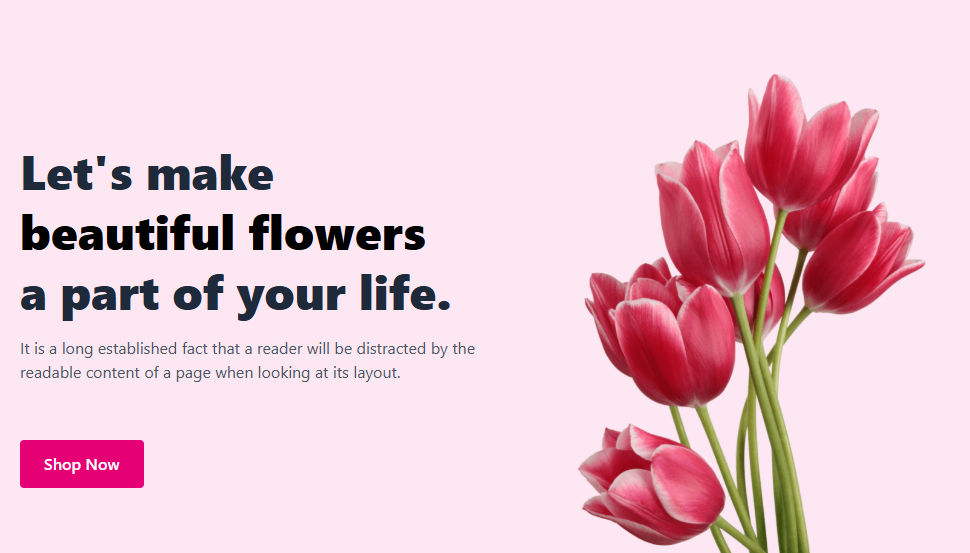 Let's make
beautiful flowers
a part of your life.
It is a long established fact that a reader will be distracted by the
readable content of a page when looking at its layout.
Shop Now